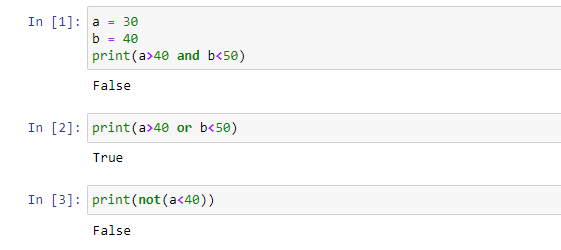 In [1]: a = 30
b = 40
print(a>40 and b<50)
False
In [2]: print(a>40 or b<50)
True
In [3]: print(not(a<40))
False